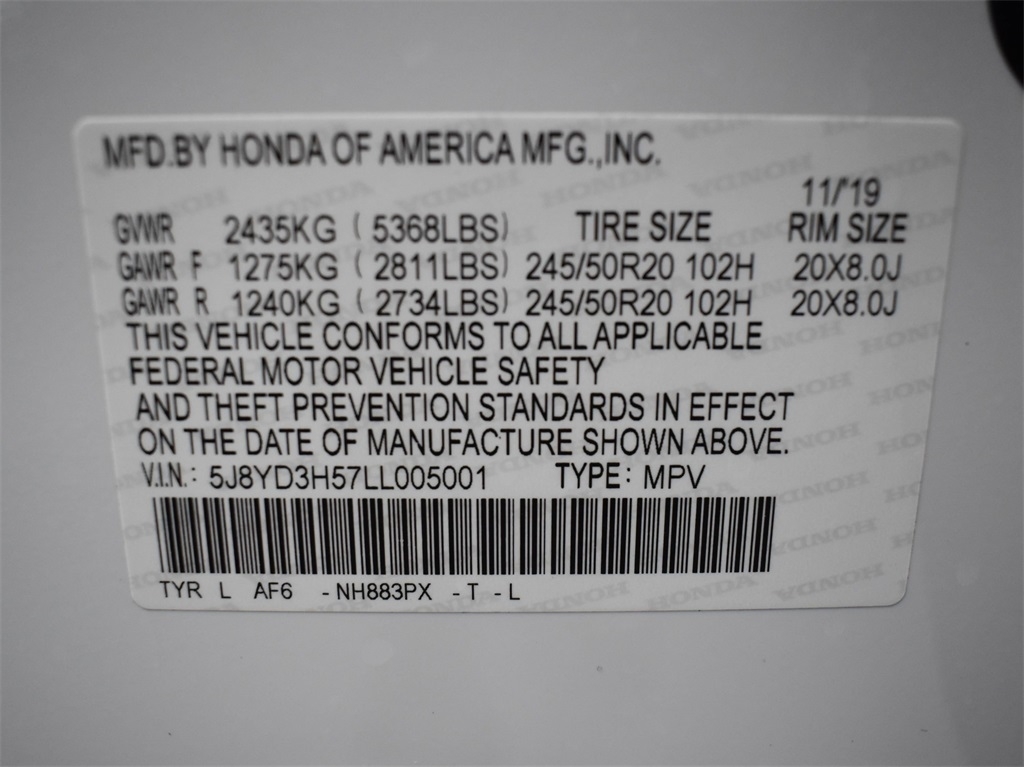 MFD.BY HONDA OF AMERICA MFG.,INC.
11/'19
GVWR 2435KG ( 5368LBS) TIRE SIZE RIM SIZE
GAWR F 1275KG ( 2811LBS) 245/50R20 102H 20X8.0J
GAWR R 1240KG ( 2734LBS) 245/50R20 102H 20X8.0J
THIS VEHICLE CONFORMS TO ALL APPLICABLE
FEDERAL MOTOR VEHICLE SAFETY
AND THEFT PREVENTION STANDARDS IN EFFECT
ON THE DATE OF MANUFACTURE SHOWN ABOVE.
V.I.N.: 5J8YD3H57LL005001 TYPE: MPV
TYR L AF6 - NH883PX - T - L